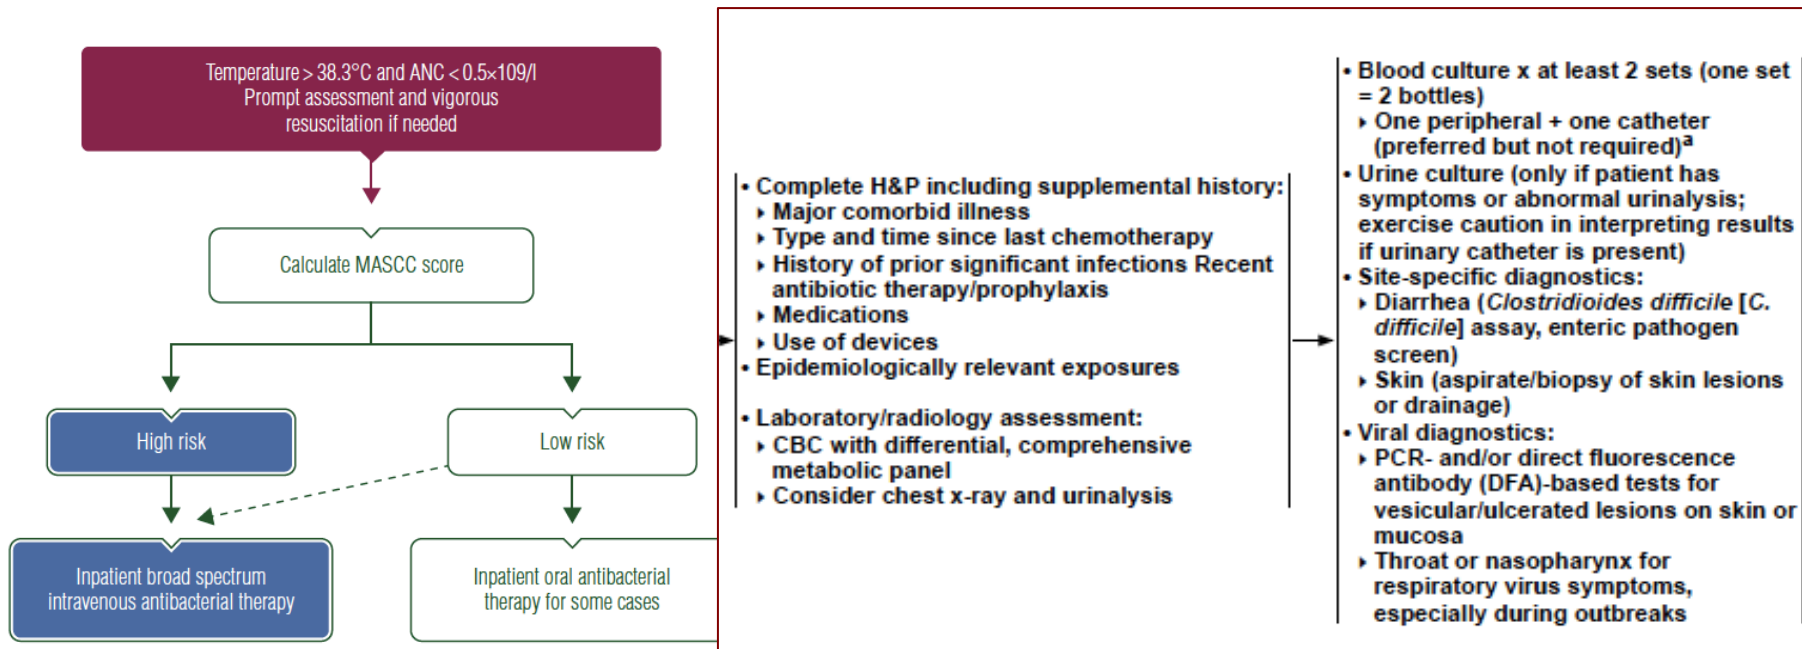 Temperature > 38.3°C and ANC < 0.5×109/l
Prompt assessment and vigorous
resuscitation if needed
Calculate MASCC score
High risk
Low risk
Inpatient broad spectrum
intravenous antibacterial therapy
Inpatient oral antibacterial
therapy for some cases
• Complete H&P including supplemental history:
‣ Major comorbid illness
‣ Type and time since last chemotherapy
‣ History of prior significant infections Recent
antibiotic therapy/prophylaxis
‣ Medications
‣ Use of devices
• Epidemiologically relevant exposures
• Laboratory/radiology assessment:
‣ CBC with differential, comprehensive
metabolic panel
‣ Consider chest x-ray and urinalysis
• Blood culture x at least 2 sets (one set
= 2 bottles)
‣ One peripheral + one catheter
(preferred but not required)a
• Urine culture (only if patient has
symptoms or abnormal urinalysis;
exercise caution in interpreting results
if urinary catheter is present)
• Site-specific diagnostics:
‣ Diarrhea (Clostridioides difficile [C.
difficile] assay, enteric pathogen
screen)
‣ Skin (aspirate/biopsy of skin lesions
or drainage)
• Viral diagnostics:
‣ PCR- and/or direct fluorescence
antibody (DFA)-based tests for
vesicular/ulcerated lesions on skin or
mucosa
‣ Throat or nasopharynx for
respiratory virus symptoms,
especially during outbreaks